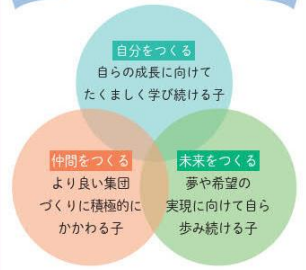 自分をつくる
自らの成長に向けて
たくましく学び続ける子
仲間をつくる
より良い集団
づくりに積極的に
かかわる子
未来をつくる
夢や希望の
実現に向けて自ら
歩み続ける子